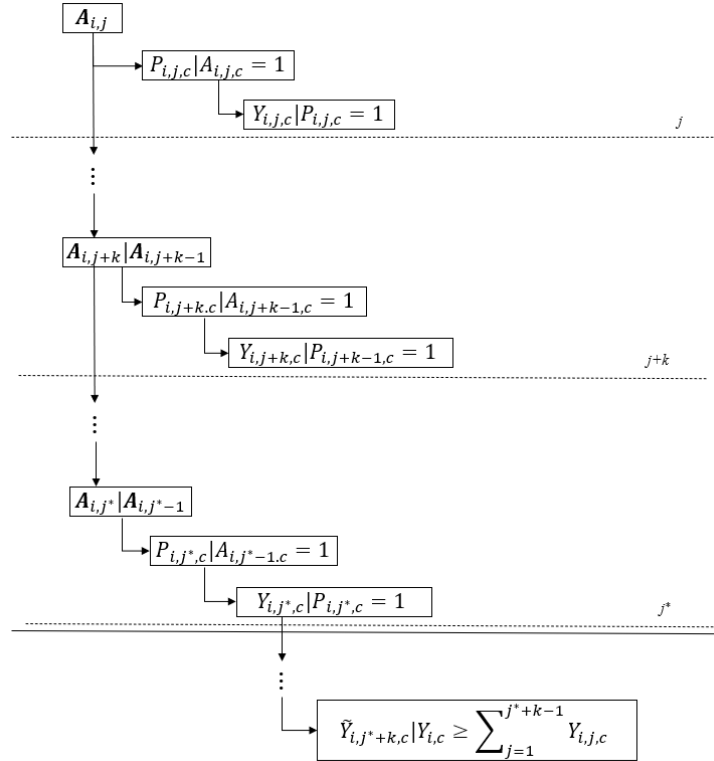 𝑨_{i,j}
P_{i,j,c}|A_{i,j,c} = 1
Y_{i,j,c}|P_{i,j,c} = 1
j
⋮
𝑨_{i,j+k}|𝑨_{i,j+k−1}
P_{i,j+k.c}|A_{i,j+k−1,c} = 1
Y_{i,j+k,c}|P_{i,j+k−1,c} = 1
j+k
⋮
𝑨_{i,j*}|𝑨_{i,j*−1}
P_{i,j*,c}|A_{i,j*−1.c} = 1
Y_{i,j*,c}|P_{i,j*,c} = 1
j*
⋮
Ỹ_{i,j*+k,c}|Y_{i,c} ≥ ∑_{j=1}^{j*+k−1} Y_{i,j,c}